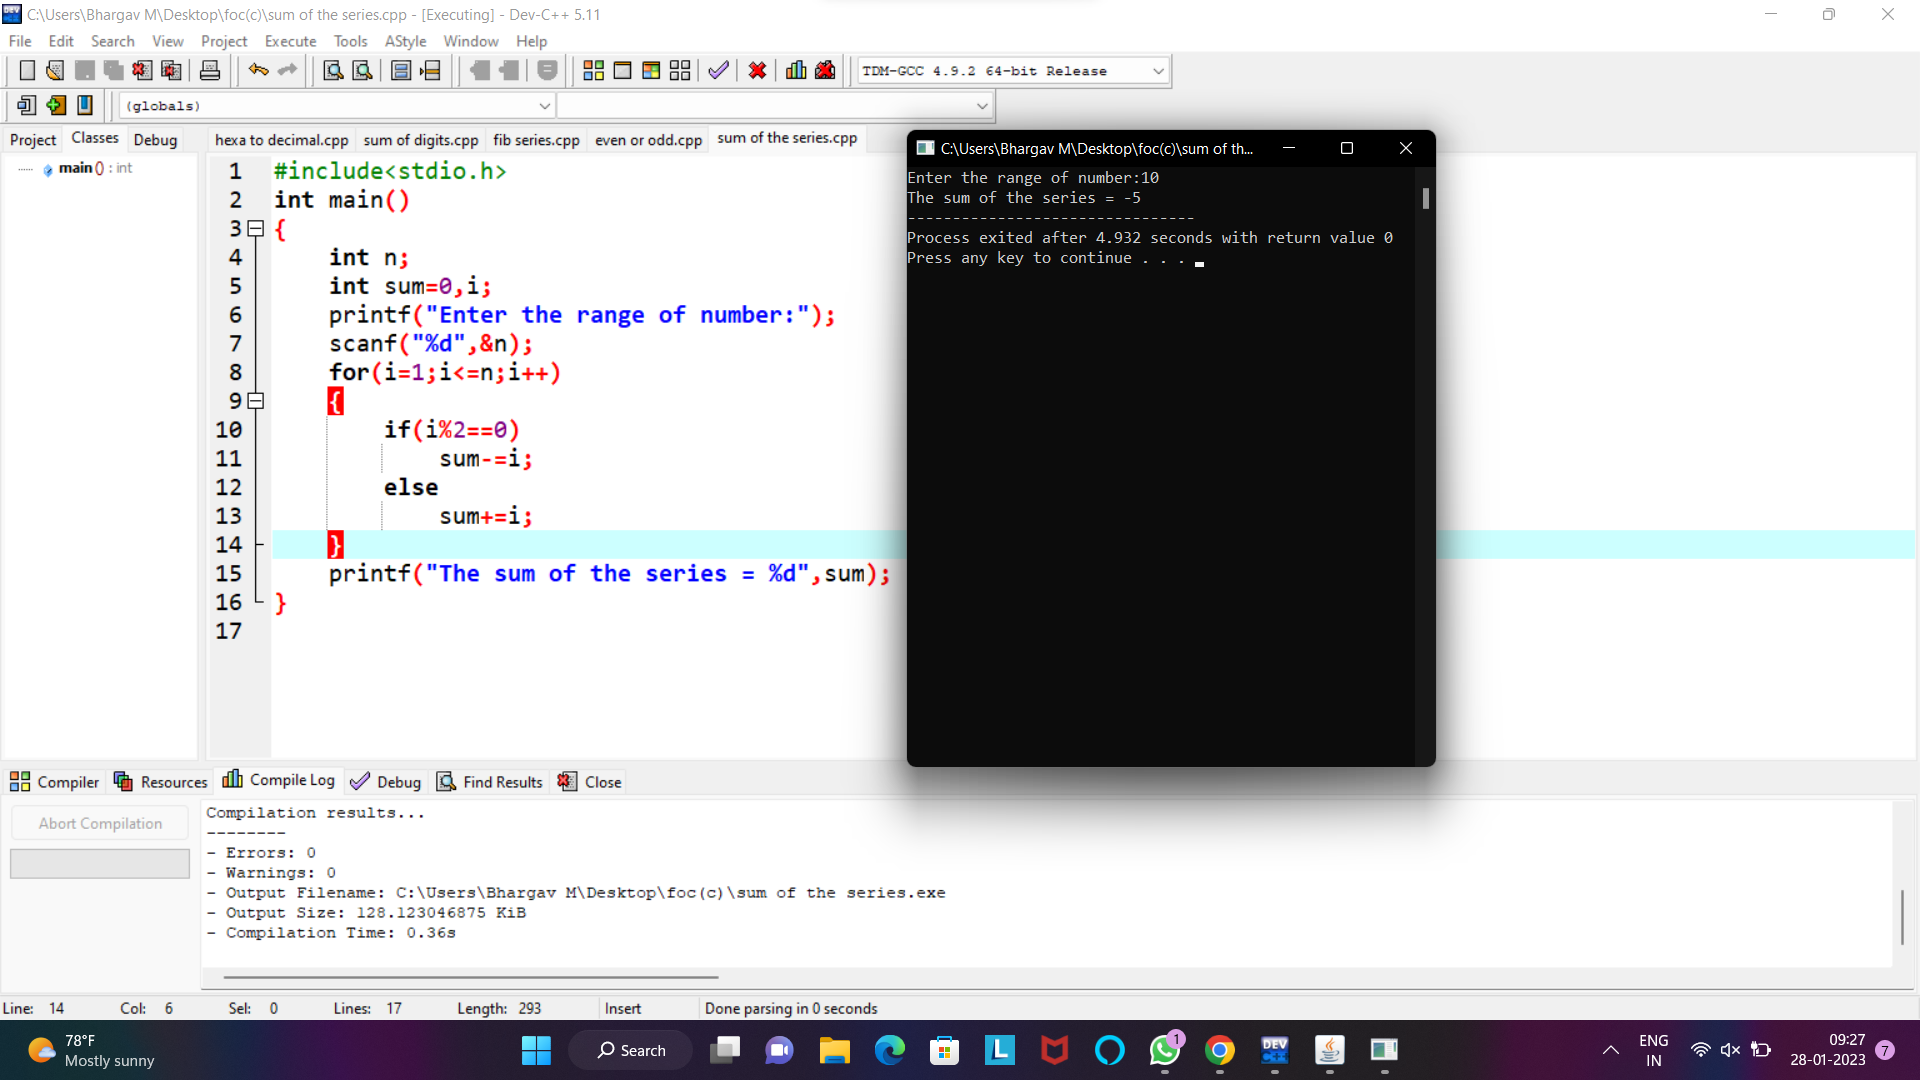 C:\Users\Bhargav M\Desktop\foc(c)\sum of the series.cpp - [Executing] - Dev-C++ 5.11
File Edit Search View Project Execute Tools AStyle Window Help
TDM-GCC 4.9.2 64-bit Release
(globals)
Project Classes Debug
hexa to decimal.cpp sum of digits.cpp fib series.cpp even or odd.cpp sum of the series.cpp
main () : int
1 #include<stdio.h>
2 int main()
3 {
4 int n;
5 int sum=0,i;
6 printf("Enter the range of number:");
7 scanf("%d",&n);
8 for(i=1;i<=n;i++)
9 {
10 if(i%2==0)
11 sum-=i;
12 else
13 sum+=i;
14 }
15 printf("The sum of the series = %d",sum);
16 }
17
C:\Users\Bhargav M\Desktop\foc(c)\sum of th...
Enter the range of number:10
The sum of the series = -5
--------------------------------
Process exited after 4.932 seconds with return value 0
Press any key to continue . . .
Compiler Resources Compile Log Debug Find Results Close
Abort Compilation
Compilation results...
--------
- Errors: 0
- Warnings: 0
- Output Filename: C:\Users\Bhargav M\Desktop\foc(c)\sum of the series.exe
- Output Size: 128.123046875 KiB
- Compilation Time: 0.36s
Line: 14 Col: 6 Sel: 0 Lines: 17 Length: 293 Insert Done parsing in 0 seconds
78°F
Mostly sunny
Search
L
1
DEV
C++
ENG
IN
09:27
28-01-2023
7